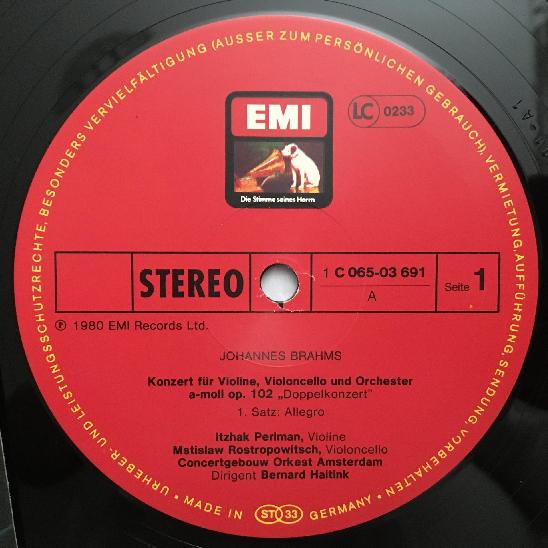 URHEBER- UND LEISTUNGSSCHUTZRECHTE, BESONDERS VERVIELFÄLTIGUNG (AUSSER ZUM PERSÖNLICHEN GEBRAUCH), VERMIETUNG, AUFFÜHRUNG, SENDUNG, VORBEHALTEN
EMI
LC 0233
Die Stimme seines Herrn
STEREO
1 C 065-03 691
A
Seite 1
Ⓟ 1980 EMI Records Ltd.
JOHANNES BRAHMS
Konzert für Violine, Violoncello und Orchester
a-moll op. 102 „Doppelkonzert"
1. Satz: Allegro
Itzhak Perlman, Violine
Mstislaw Rostropowitsch, Violoncello
Concertgebouw Orkest Amsterdam
Dirigent Bernard Haitink
• MADE IN ST 33 GERMANY •